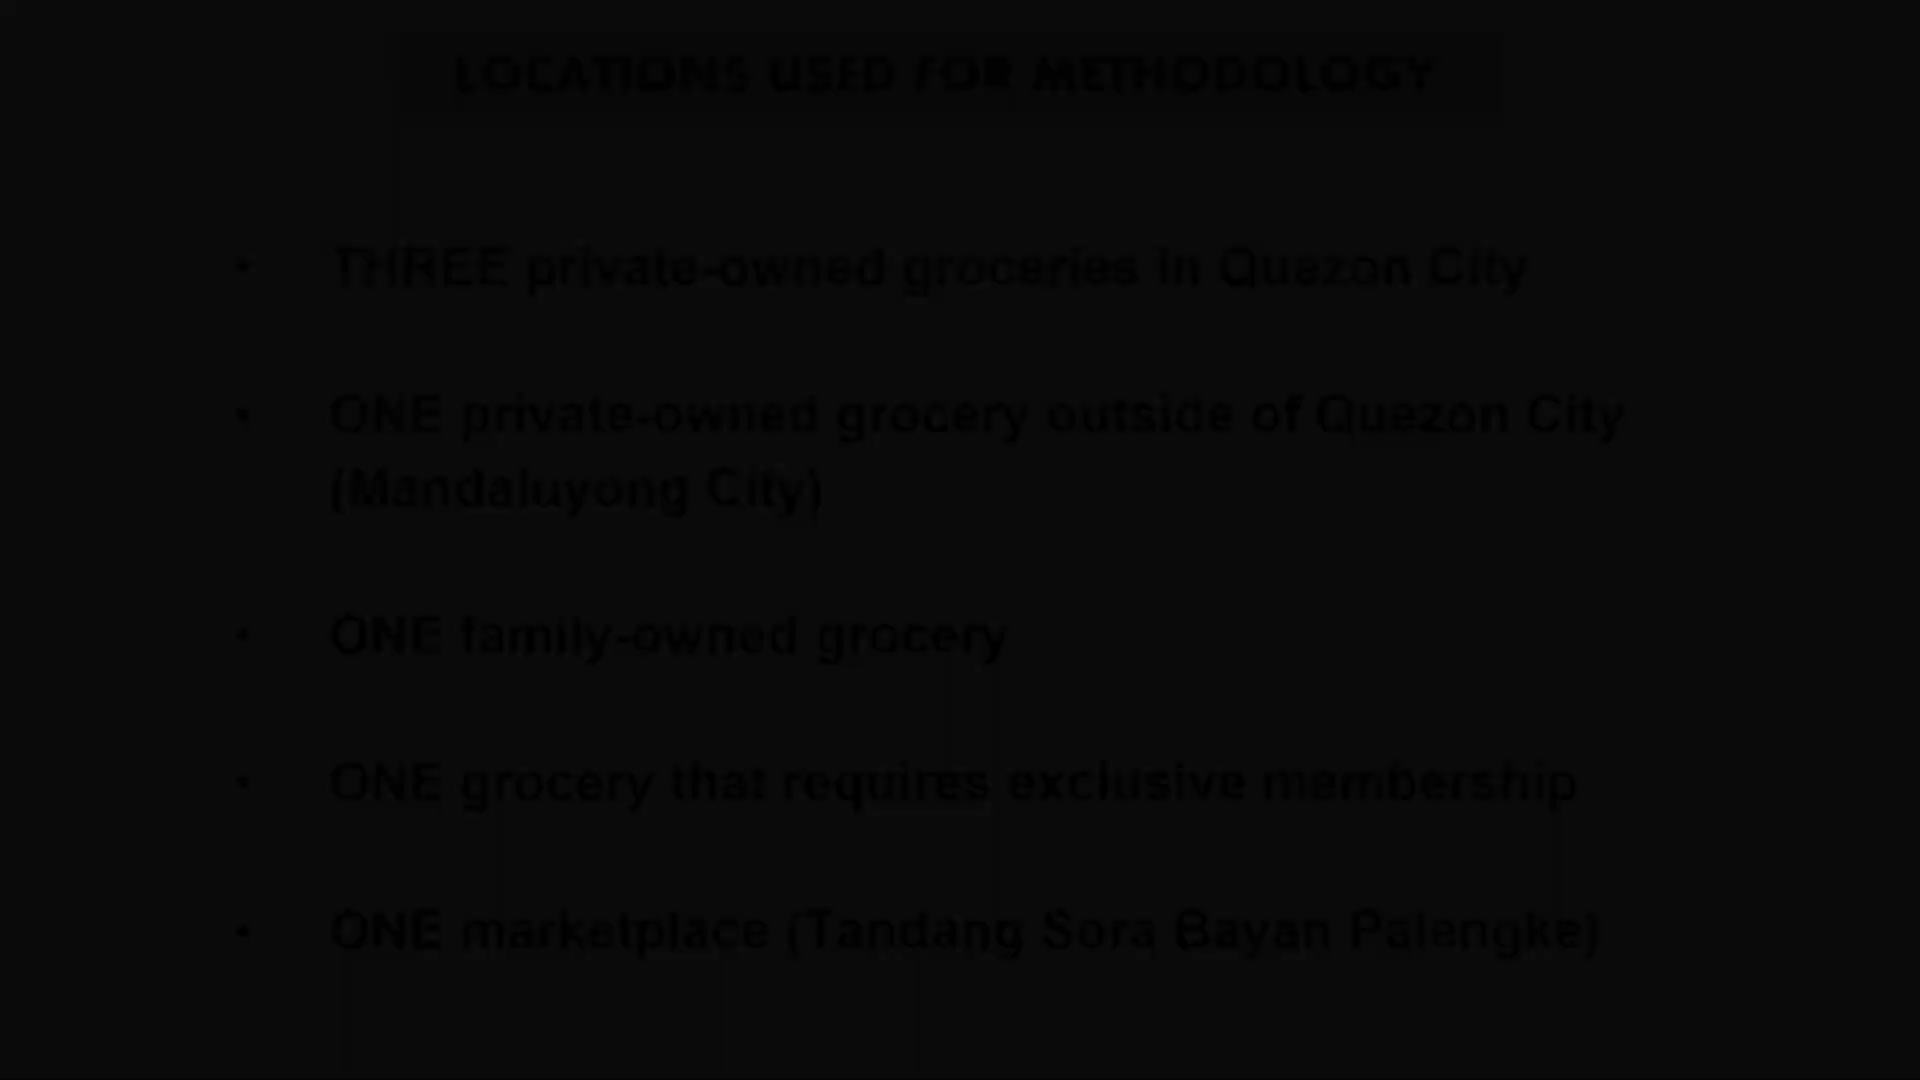 LOCATIONS USED FOR METHODOLOGY
• THREE private-owned groceries in Quezon City
• ONE private-owned grocery outside of Quezon City
(Mandaluyong City)
• ONE family-owned grocery
• ONE grocery that requires exclusive membership
• ONE marketplace (Tandang Sora Bayan Palengke)